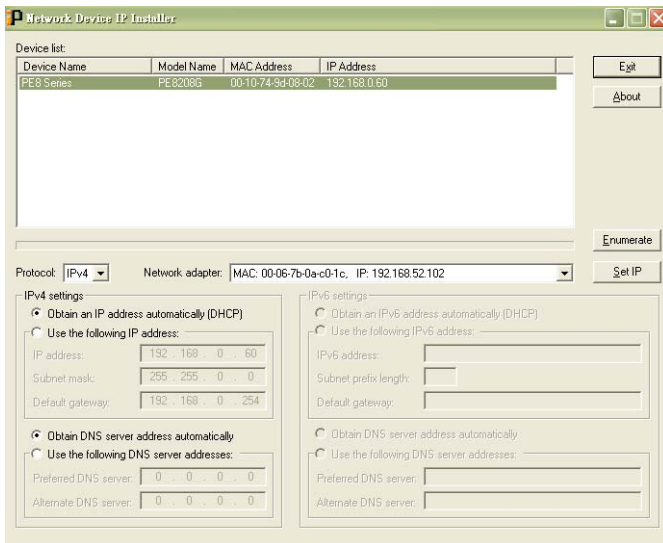 Network Device IP Installer
Device list:
Device Name Model Name MAC Address IP Address
PE8 Series PE8208G 00-10-74-9d-08-02 192.168.0.60
Exit
About
Enumerate
Protocol: IPv4 Network adapter: MAC: 00-06-7b-0a-c0-1c, IP: 192.168.52.102 Set IP
IPv4 settings
Obtain an IP address automatically (DHCP)
Use the following IP address:
IP address: 192 . 168 . 0 . 60
Subnet mask: 255 . 255 . 0 . 0
Default gateway: 192 . 168 . 0 . 254
Obtain DNS server address automatically
Use the following DNS server addresses:
Preferred DNS server: 0 . 0 . 0 . 0
Alternate DNS server: 0 . 0 . 0 . 0
IPv6 settings
Obtain an IPv6 address automatically (DHCP)
Use the following IPv6 address:
IPv6 address:
Subnet prefix length:
Default gateway:
Obtain DNS server address automatically
Use the following DNS server addresses:
Preferred DNS server:
Alternate DNS server: